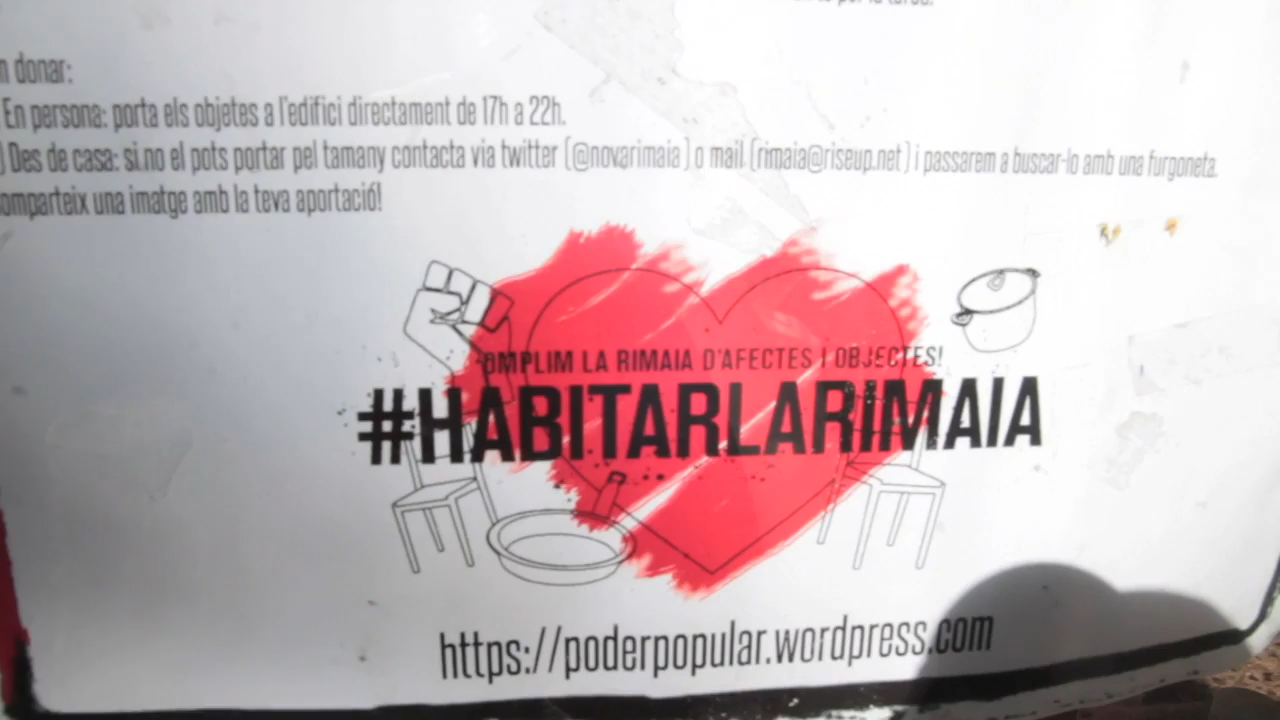 donar:
En persona: porta els objetes a l'edifici directament de 17h a 22h.
) Des de casa: si no el pots portar pel tamany contacta via twitter (@novarimaia) o mail (rimaia@riseup.net) i passarem a buscar-lo amb una furgoneta.
omparteix una imatge amb la teva aportació!
OMPLIM LA RIMAIA D'AFECTES I OBJECTES!
#HABITARLARIMAIA
https://poderpopular.wordpress.com